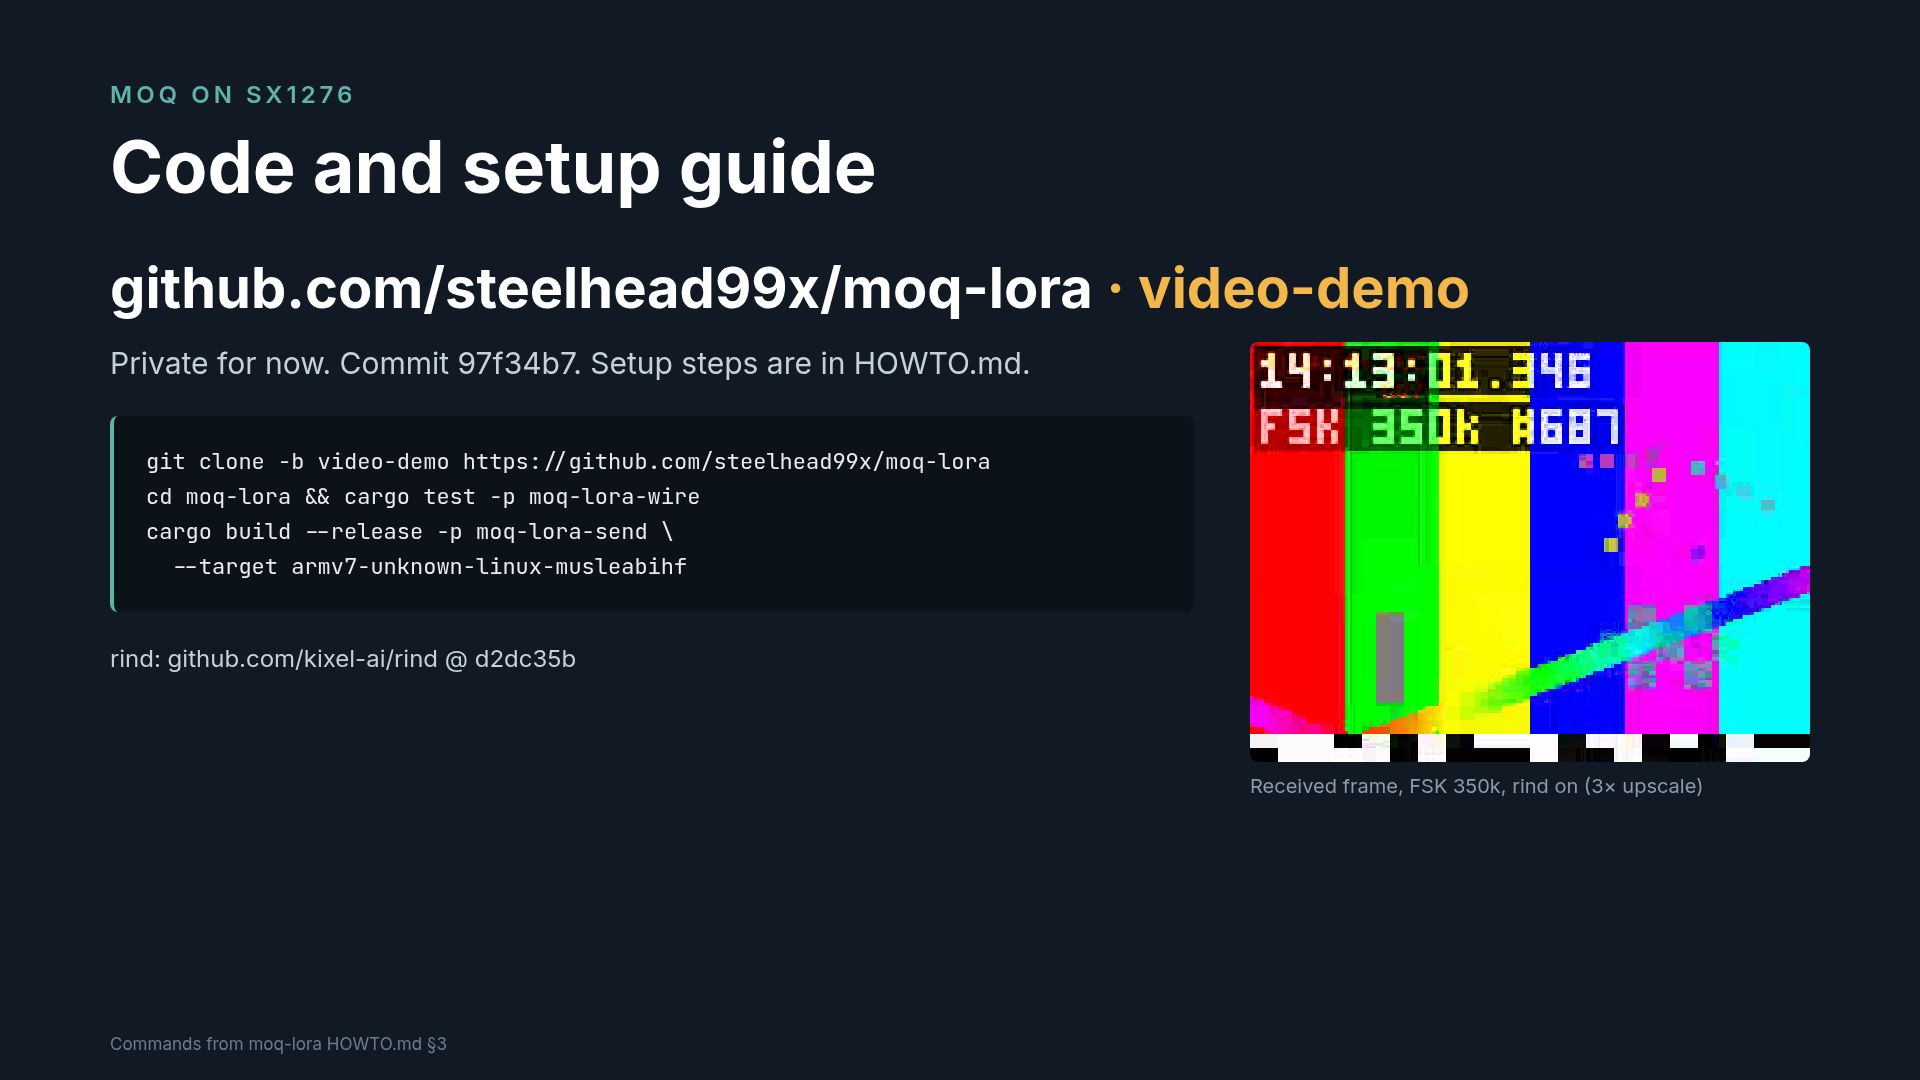 MOQ ON SX1276
Code and setup guide
github.com/steelhead99x/moq-lora · video-demo
Private for now. Commit 97f34b7. Setup steps are in HOWTO.md.
git clone -b video-demo https://github.com/steelhead99x/moq-lora
cd moq-lora && cargo test -p moq-lora-wire
cargo build --release -p moq-lora-send \
--target armv7-unknown-linux-musleabihf
rind: github.com/kixel-ai/rind @ d2dc35b
14:13:01.346
FSK 350k #687
Received frame, FSK 350k, rind on (3× upscale)
Commands from moq-lora HOWTO.md §3